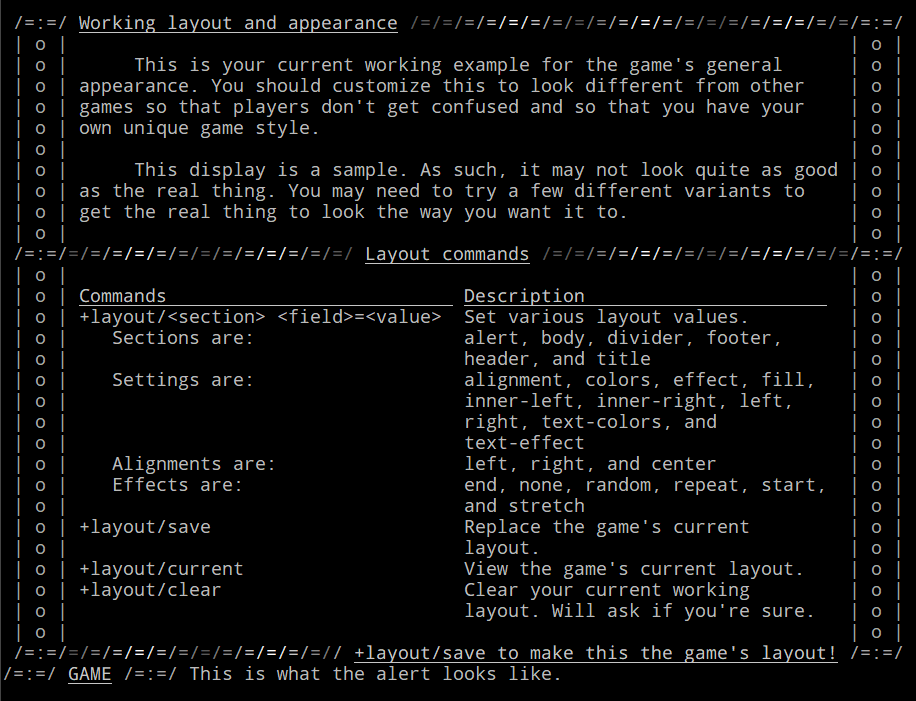 /=:=/ Working layout and appearance /=/=/=/=/=/=/=/=/=/=/=/=/=/=/=/=/=/=/=/=/=:=/
| o | | o |
| o | This is your current working example for the game's general | o |
| o | appearance. You should customize this to look different from other | o |
| o | games so that players don't get confused and so that you have your | o |
| o | own unique game style. | o |
| o | | o |
| o | This display is a sample. As such, it may not look quite as good | o |
| o | as the real thing. You may need to try a few different variants to | o |
| o | get the real thing to look the way you want it to. | o |
| o | | o |
/=:=/=/=/=/=/=/=/=/=/=/=/=/=/=/ Layout commands /=/=/=/=/=/=/=/=/=/=/=/=/=/=/=:=/
| o | | o |
| o | Commands Description | o |
| o | +layout/<section> <field>=<value> Set various layout values. | o |
| o | Sections are: alert, body, divider, footer, | o |
| o | header, and title | o |
| o | Settings are: alignment, colors, effect, fill, | o |
| o | inner-left, inner-right, left, | o |
| o | right, text-colors, and | o |
| o | text-effect | o |
| o | Alignments are: left, right, and center | o |
| o | Effects are: end, none, random, repeat, start, | o |
| o | and stretch | o |
| o | +layout/save Replace the game's current | o |
| o | layout. | o |
| o | +layout/current View the game's current layout. | o |
| o | +layout/clear Clear your current working | o |
| o | layout. Will ask if you're sure. | o |
| o | | o |
/=:=/=/=/=/=/=/=/=/=/=/=/=/=// +layout/save to make this the game's layout! /=:=/
/=:=/ GAME /=:=/ This is what the alert looks like.